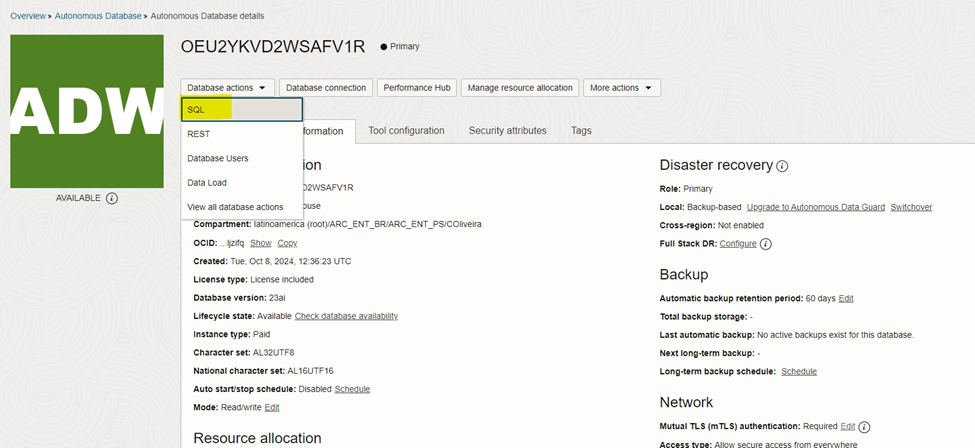 Overview » Autonomous Database » Autonomous Database details
ADW
AVAILABLE
OEU2YKVD2WSAFV1R Primary
Database actions Database connection Performance Hub Manage resource allocation More actions
SQL
REST
Database Users
Data Load
View all database actions
formation Tool configuration Security attributes Tags
ion
D2WSAFV1R
ouse
Compartment: latinoamerica (root)/ARC_ENT_BR/ARC_ENT_PS/COliveira
OCID: ...ljzifq Show Copy
Created: Tue, Oct 8, 2024, 12:36:23 UTC
License type: License included
Database version: 23ai
Lifecycle state: Available Check database availability
Instance type: Paid
Character set: AL32UTF8
National character set: AL16UTF16
Auto start/stop schedule: Disabled Schedule
Mode: Read/write Edit
Resource allocation
Disaster recovery
Role: Primary
Local: Backup-based Upgrade to Autonomous Data Guard Switchover
Cross-region: Not enabled
Full Stack DR: Configure
Backup
Automatic backup retention period: 60 days Edit
Total backup storage: -
Last automatic backup: No active backups exist for this database.
Next long-term backup: -
Long-term backup schedule: Schedule
Network
Mutual TLS (mTLS) authentication: Required Edit
Access type: Allow secure access from everywhere